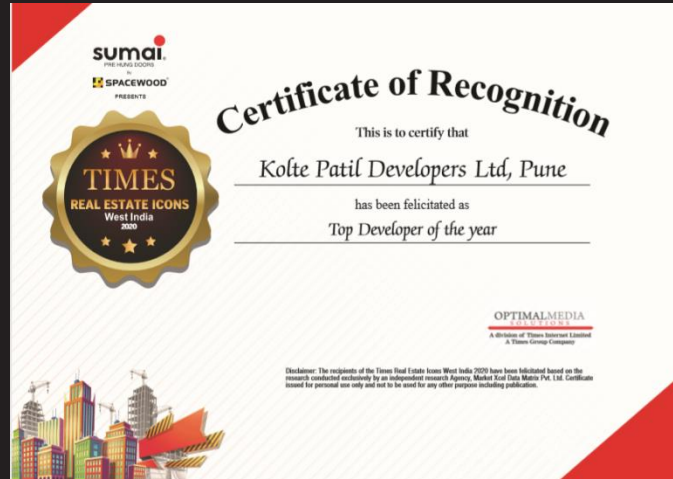 sumai.
PRE HUNG DOORS
by
SPACEWOOD
PRESENTS
Certificate of Recognition
This is to certify that
Kolte Patil Developers Ltd, Pune
has been felicitated as
Top Developer of the year
TIMES
REAL ESTATE ICONS
West India
2020
OPTIMALMEDIA
SOLUTIONS
A division of Times Internet Limited
A Times Group Company
Disclaimer: The recipients of the Times Real Estate Icons West India 2020 have been felicitated based on the
research conducted exclusively by an independent research Agency, Market Xcel Data Matrix Pvt. Ltd. Certificate
issued for personal use only and not to be used for any other purpose including publication.